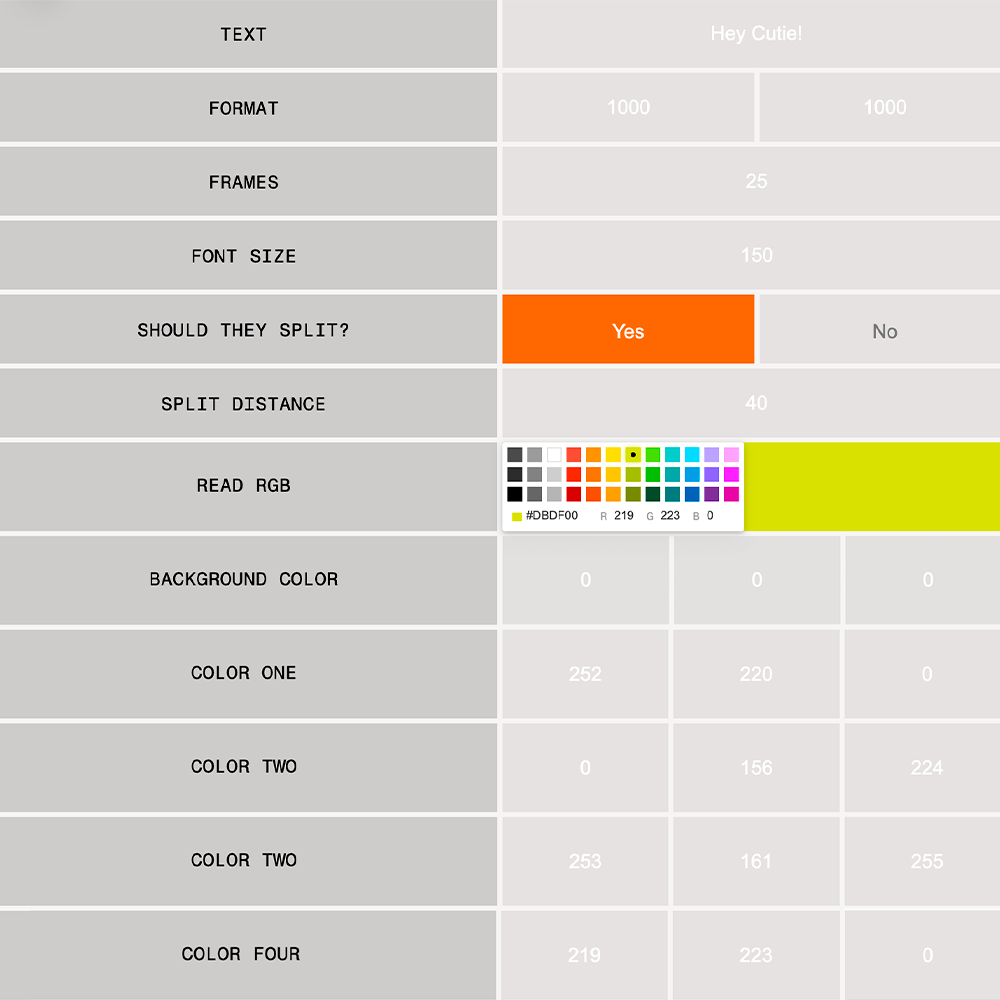 TEXT Hey Cutie!
FORMAT 1000 1000
FRAMES 25
FONT SIZE 150
SHOULD THEY SPLIT? Yes No
SPLIT DISTANCE 40
READ RGB
#DBDF00 R 219 G 223 B 0
BACKGROUND COLOR 0 0 0
COLOR ONE 252 220 0
COLOR TWO 0 156 224
COLOR TWO 253 161 255
COLOR FOUR 219 223 0